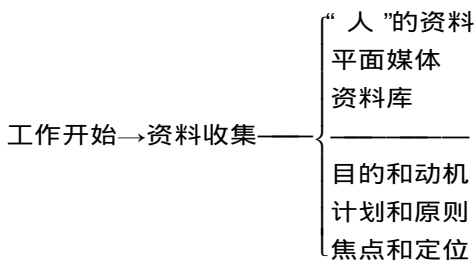 “人”的资料
平面媒体
资料库
工作开始→资料收集
目的和动机
计划和原则
焦点和定位